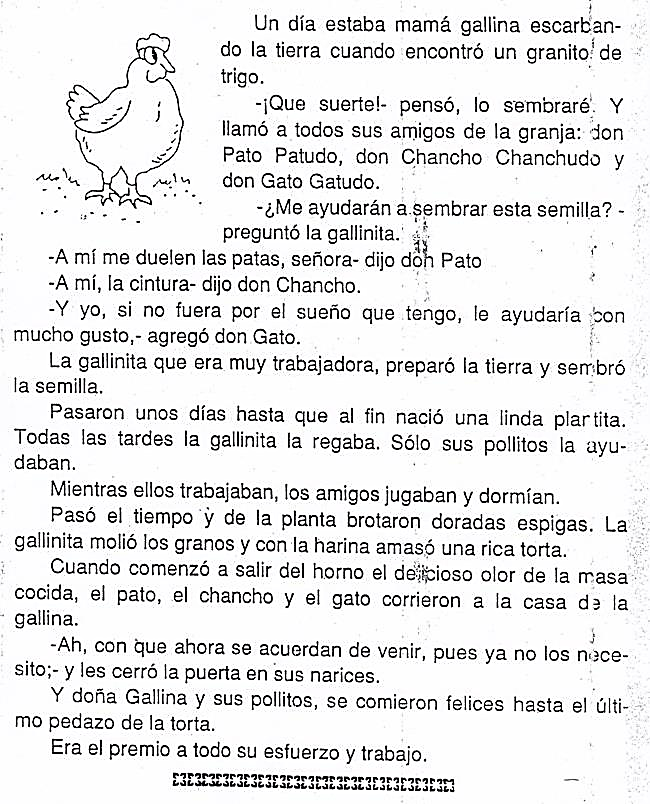 Un día estaba mamá gallina escarban-
do la tierra cuando encontró un granito de
trigo.
-¡Que suerte!- pensó, lo sembraré. Y
llamó a todos sus amigos de la granja: don
Pato Patudo, don Chancho Chanchudo y
don Gato Gatudo.
-¿Me ayudarán a sembrar esta semilla? -
preguntó la gallinita.
-A mí me duelen las patas, señora- dijo don Pato
-A mí, la cintura- dijo don Chancho.
-Y yo, si no fuera por el sueño que tengo, le ayudaría con
mucho gusto,- agregó don Gato.
La gallinita que era muy trabajadora, preparó la tierra y sembró
la semilla.
Pasaron unos días hasta que al fin nació una linda plantita.
Todas las tardes la gallinita la regaba. Sólo sus pollitos la ayu-
daban.
Mientras ellos trabajaban, los amigos jugaban y dormían.
Pasó el tiempo y de la planta brotaron doradas espigas. La
gallinita molió los granos y con la harina amasó una rica torta.
Cuando comenzó a salir del horno el delicioso olor de la masa
cocida, el pato, el chancho y el gato corrieron a la casa de la
gallina.
-Ah, con que ahora se acuerdan de venir, pues ya no los nece-
sito;- y les cerró la puerta en sus narices.
Y doña Gallina y sus pollitos, se comieron felices hasta el últi-
mo pedazo de la torta.
Era el premio a todo su esfuerzo y trabajo.